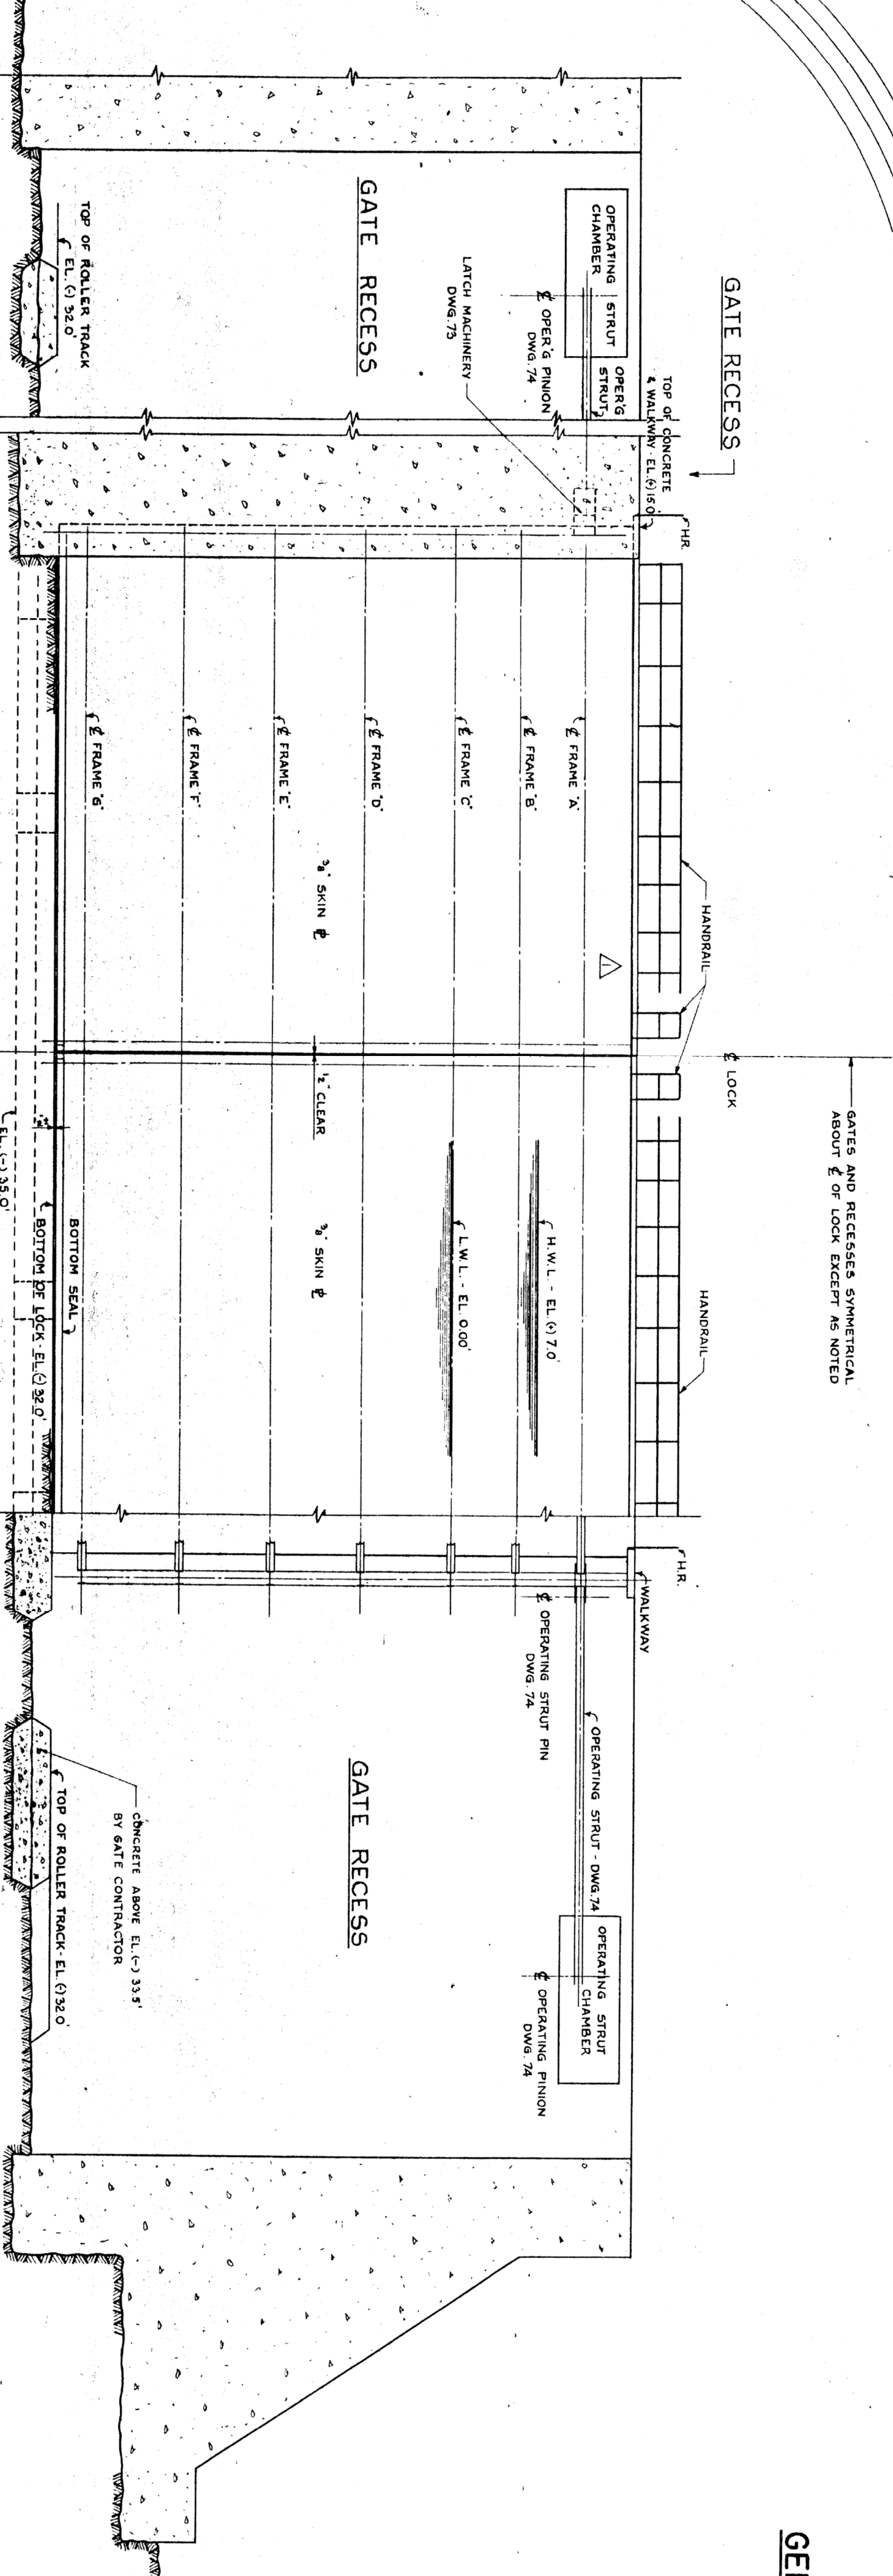 GATE RECESS
GATES AND RECESSES SYMMETRICAL
ABOUT ℄ OF LOCK EXCEPT AS NOTED
GEI
TOP OF CONCRETE
& WALKWAY - EL. (+) 15.0'
H.R.
HANDRAIL
℄ LOCK
HANDRAIL
H.R.
WALKWAY
OPERATING STRUT
CHAMBER
OPER'G
STRUT
℄ OPER'G PINION
DWG. 74
LATCH MACHINERY
DWG. 73
GATE RECESS
TOP OF ROLLER TRACK
EL. (-) 32.0'
℄ FRAME "A"
℄ FRAME "B"
℄ FRAME "C"
℄ FRAME "D"
℄ FRAME "E"
℄ FRAME "F"
℄ FRAME "G"
3/8" SKIN ℄
1
1/2" CLEAR
3/8" SKIN ℄
H.W.L. - EL. (+) 7.0'
L.W.L. - EL. 0.00'
BOTTOM SEAL
BOTTOM OF LOCK - EL. (-) 32.0'
EL. (-) 35.0'
OPERATING STRUT - DWG. 74
℄ OPERATING STRUT PIN
DWG. 74
OPERATING STRUT
CHAMBER
℄ OPERATING PINION
DWG. 74
GATE RECESS
CONCRETE ABOVE EL. (-) 33.5'
BY GATE CONTRACTOR
TOP OF ROLLER TRACK - EL. (-) 32.0'